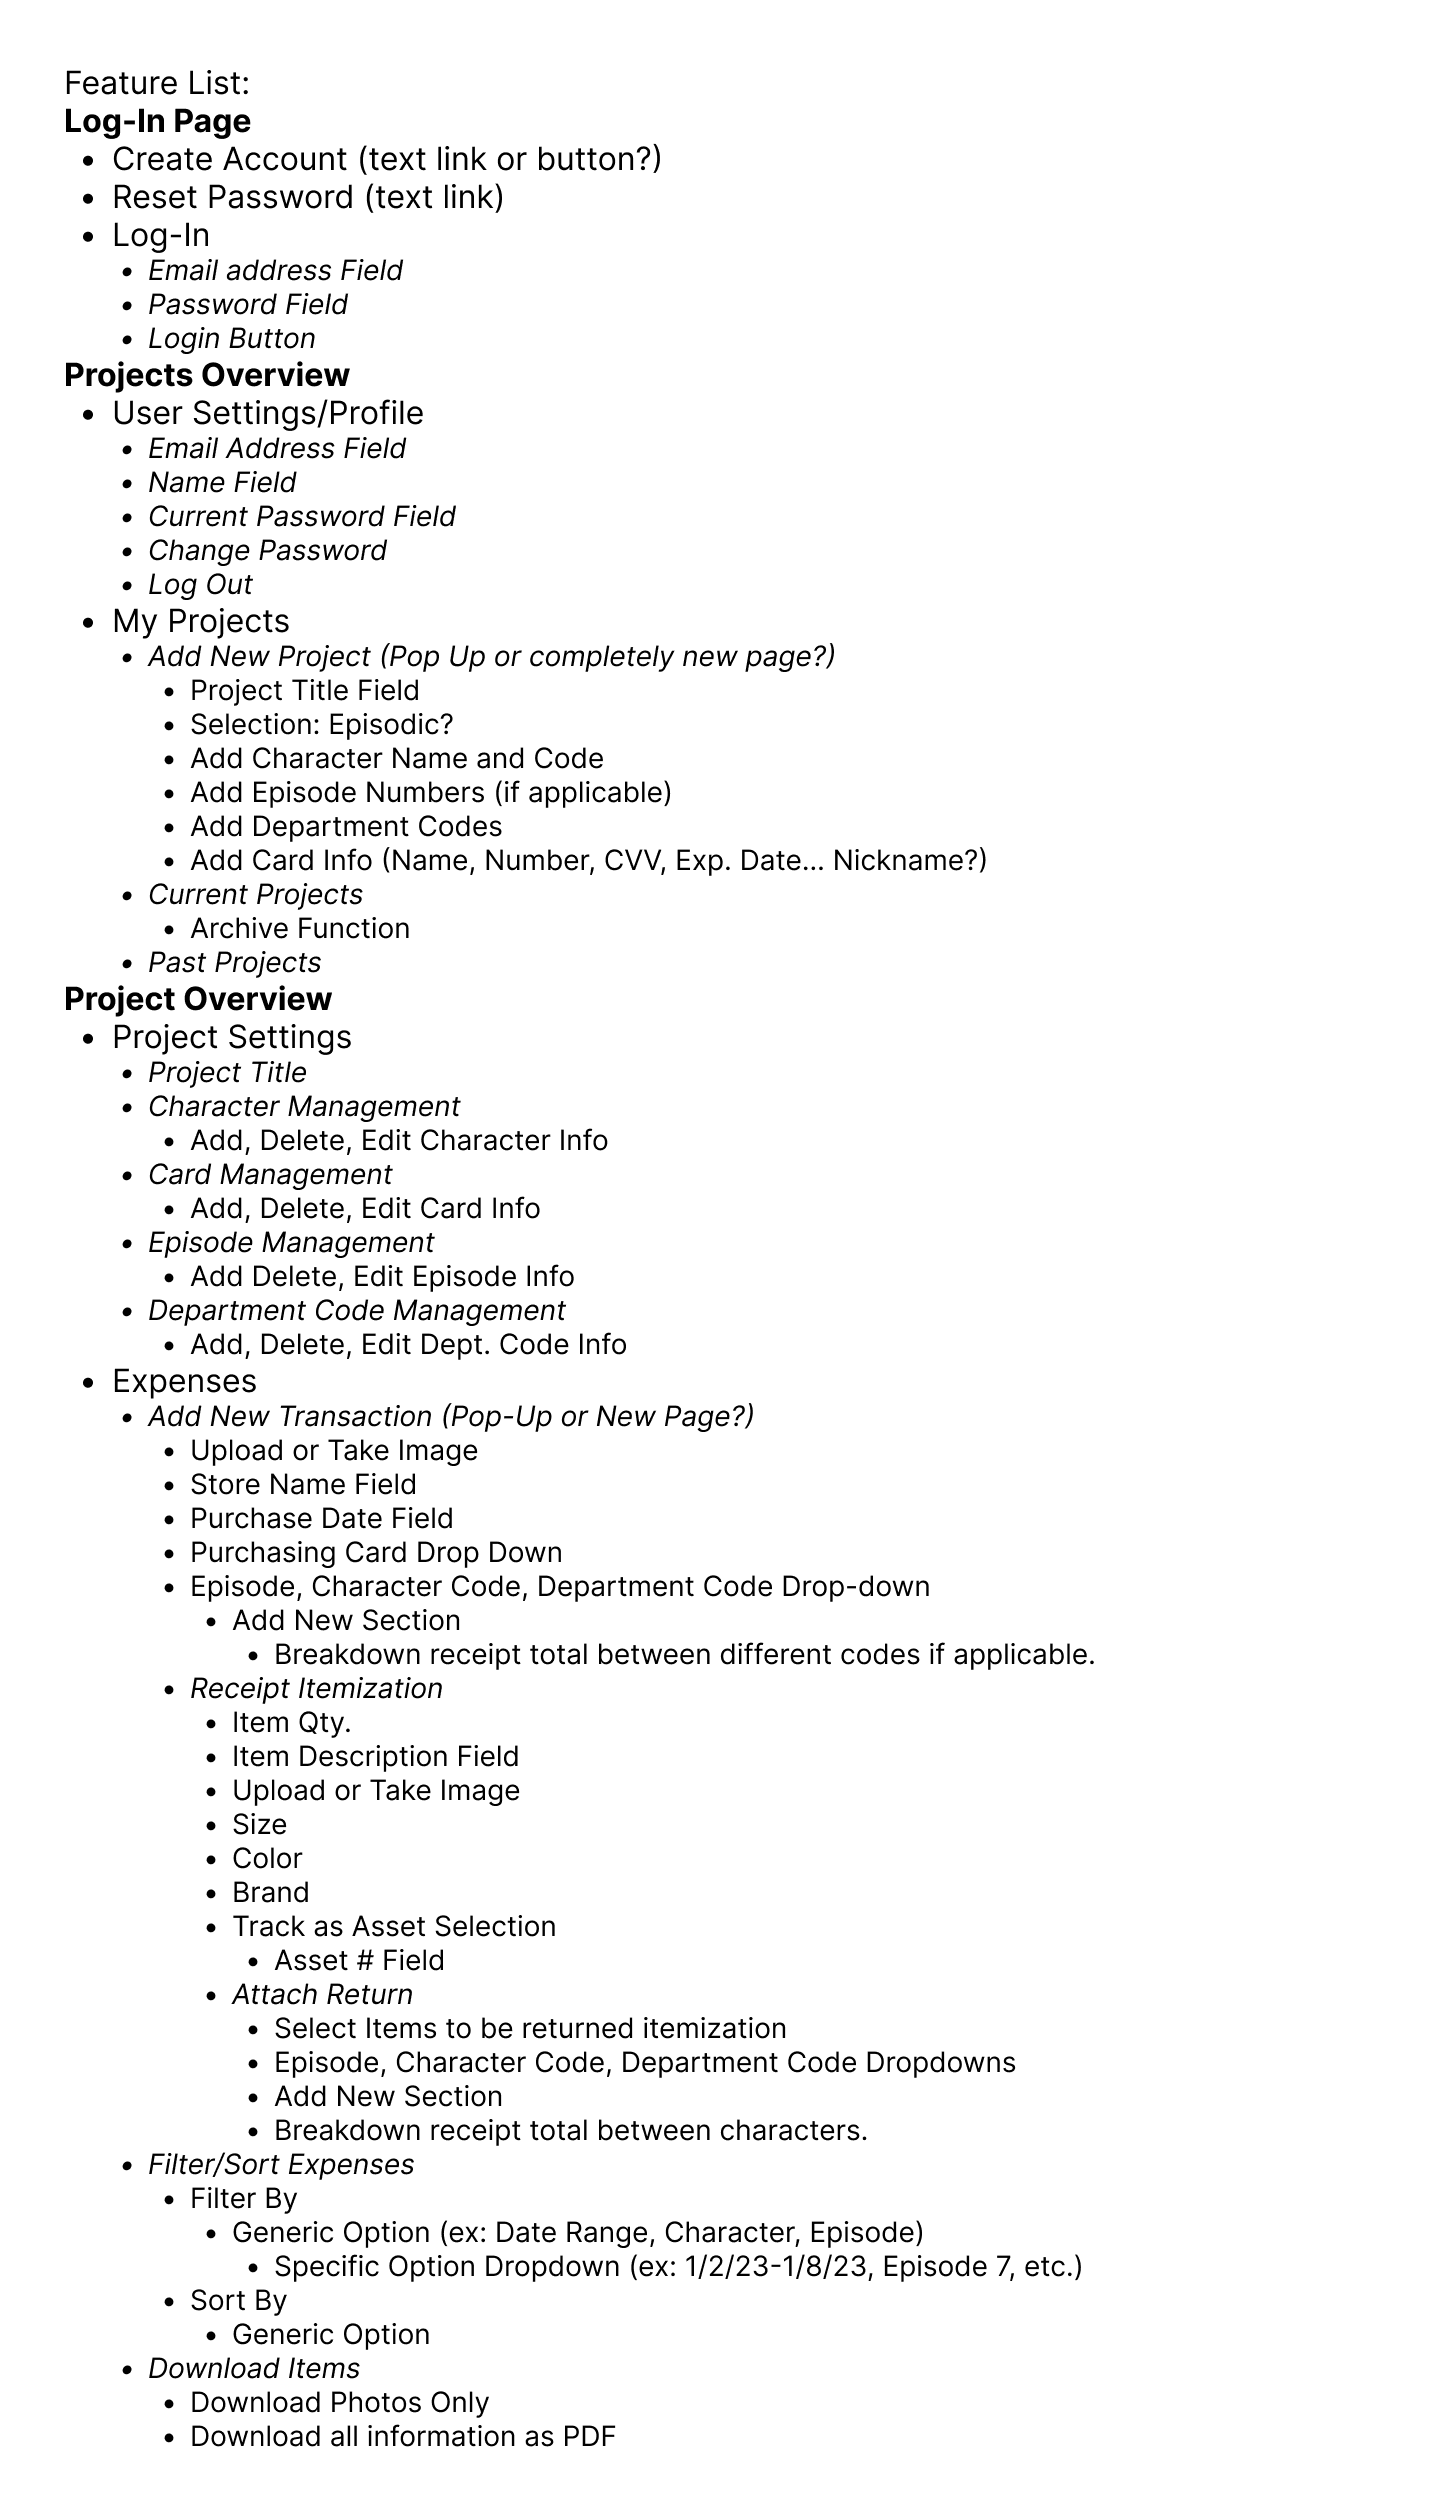 Feature List:
Log-In Page
• Create Account (text link or button?)
• Reset Password (text link)
• Log-In
• Email address Field
• Password Field
• Login Button
Projects Overview
• User Settings/Profile
• Email Address Field
• Name Field
• Current Password Field
• Change Password
• Log Out
• My Projects
• Add New Project (Pop Up or completely new page?)
• Project Title Field
• Selection: Episodic?
• Add Character Name and Code
• Add Episode Numbers (if applicable)
• Add Department Codes
• Add Card Info (Name, Number, CVV, Exp. Date... Nickname?)
• Current Projects
• Archive Function
• Past Projects
Project Overview
• Project Settings
• Project Title
• Character Management
• Add, Delete, Edit Character Info
• Card Management
• Add, Delete, Edit Card Info
• Episode Management
• Add Delete, Edit Episode Info
• Department Code Management
• Add, Delete, Edit Dept. Code Info
• Expenses
• Add New Transaction (Pop-Up or New Page?)
• Upload or Take Image
• Store Name Field
• Purchase Date Field
• Purchasing Card Drop Down
• Episode, Character Code, Department Code Drop-down
• Add New Section
• Breakdown receipt total between different codes if applicable.
• Receipt Itemization
• Item Qty.
• Item Description Field
• Upload or Take Image
• Size
• Color
• Brand
• Track as Asset Selection
• Asset # Field
• Attach Return
• Select Items to be returned itemization
• Episode, Character Code, Department Code Dropdowns
• Add New Section
• Breakdown receipt total between characters.
• Filter/Sort Expenses
• Filter By
• Generic Option (ex: Date Range, Character, Episode)
• Specific Option Dropdown (ex: 1/2/23-1/8/23, Episode 7, etc.)
• Sort By
• Generic Option
• Download Items
• Download Photos Only
• Download all information as PDF